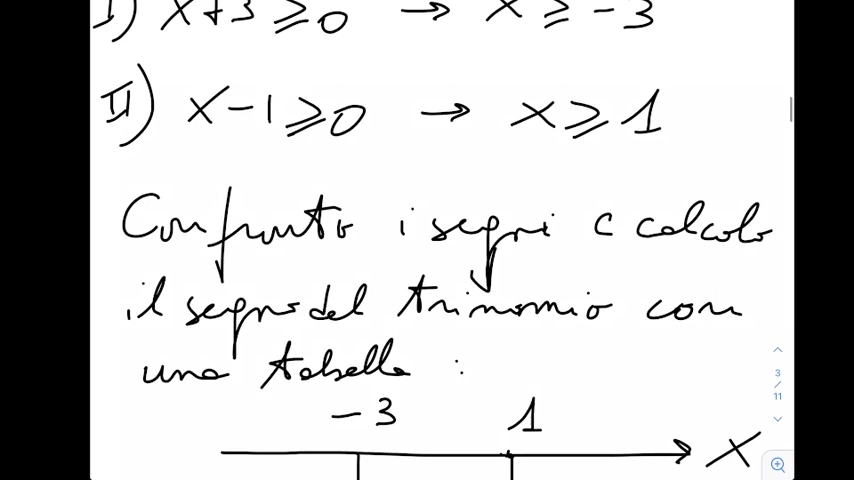 I) x+3 ⩾ 0 → x ⩾ -3
II) x-1 ⩾ 0 → x ⩾ 1
Confronto i segni e calcolo
il segno del trinomio con
una tabella :
-3 1
x
3
/
11